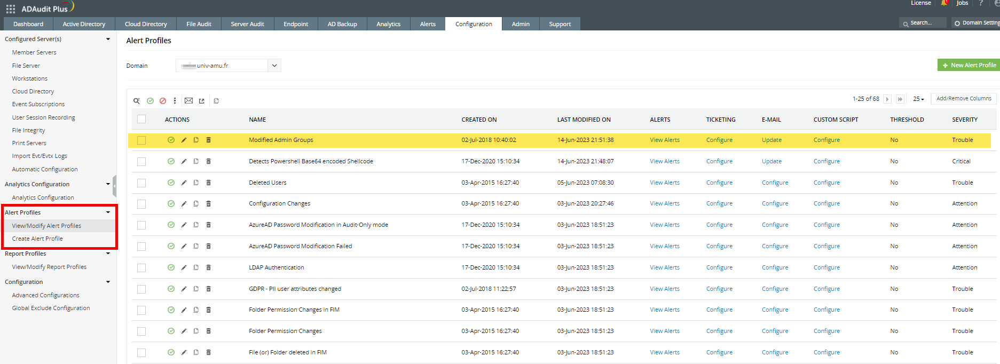 ADAudit Plus
License
1
Jobs
?
Dashboard Active Directory Cloud Directory File Audit Server Audit Endpoint AD Backup Analytics Alerts Configuration Admin Support
Search...
Domain Setting
Configured Server(s)
Member Servers
File Server
Workstations
Cloud Directory
Event Subscriptions
User Session Recording
File Integrity
Print Servers
Import Evt/Evtx Logs
Automatic Configuration
Analytics Configuration
Analytics Configuration
Alert Profiles
View/Modify Alert Profiles
Create Alert Profile
Report Profiles
View/Modify Report Profiles
Configuration
Advanced Configurations
Global Exclude Configuration
Alert Profiles
Domain
univ-amu.fr
+ New Alert Profile
1-25 of 68
25
Add/Remove Columns
ACTIONS NAME CREATED ON LAST MODIFIED ON ALERTS TICKETING E-MAIL CUSTOM SCRIPT THRESHOLD SEVERITY
Modified Admin Groups 02-Jul-2018 10:40:02 14-Jun-2023 21:51:38 View Alerts Configure Update Configure No Trouble
Detects Powershell Base64 encoded Shellcode 17-Dec-2020 15:10:34 14-Jun-2023 21:48:07 View Alerts Configure Update Configure No Critical
Deleted Users 03-Apr-2015 16:27:40 05-Jun-2023 07:08:30 View Alerts Configure Configure Configure No Trouble
Configuration Changes 03-Apr-2015 16:27:40 03-Jun-2023 20:27:46 View Alerts Configure Configure Configure No Attention
AzureAD Password Modification in Audit-Only mode 17-Dec-2020 15:10:34 03-Jun-2023 18:51:23 View Alerts Configure Configure Configure No Attention
AzureAD Password Modification Failed 17-Dec-2020 15:10:34 03-Jun-2023 18:51:23 View Alerts Configure Configure Configure No Attention
LDAP Authentication 17-Dec-2020 15:10:34 03-Jun-2023 18:51:23 View Alerts Configure Configure Configure No Attention
GDPR - PII user attributes changed 02-Jul-2018 11:22:57 03-Jun-2023 18:51:23 View Alerts Configure Configure Configure No Trouble
Folder Permission Changes in FIM 03-Apr-2015 16:27:40 03-Jun-2023 18:51:23 View Alerts Configure Configure Configure No Trouble
Folder Permission Changes 03-Apr-2015 16:27:40 03-Jun-2023 18:51:23 View Alerts Configure Configure Configure No Trouble
File (or) Folder deleted in FIM 03-Apr-2015 16:27:40 03-Jun-2023 18:51:23 View Alerts Configure Configure Configure No Trouble